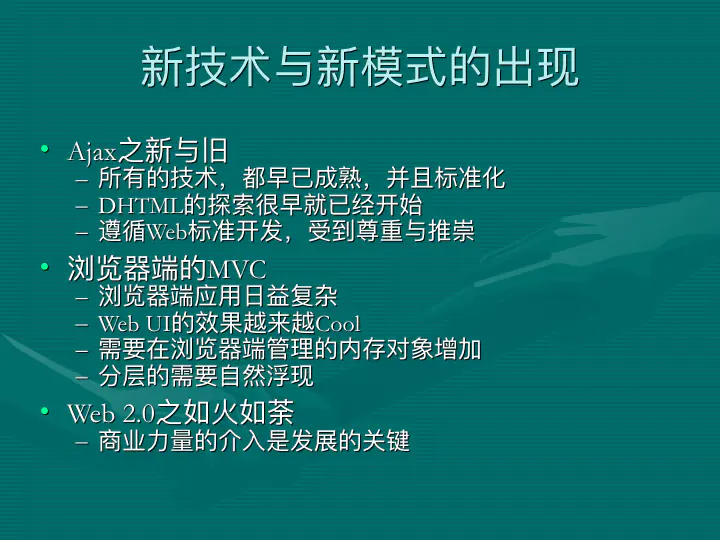 新技术与新模式的出现
• Ajax之新与旧
– 所有的技术，都早已成熟，并且标准化
– DHTML的探索很早就已经开始
– 遵循Web标准开发，受到尊重与推崇
• 浏览器端的MVC
– 浏览器端应用日益复杂
– Web UI的效果越来越Cool
– 需要在浏览器端管理的内存对象增加
– 分层的需要自然浮现
• Web 2.0之如火如荼
– 商业力量的介入是发展的关键